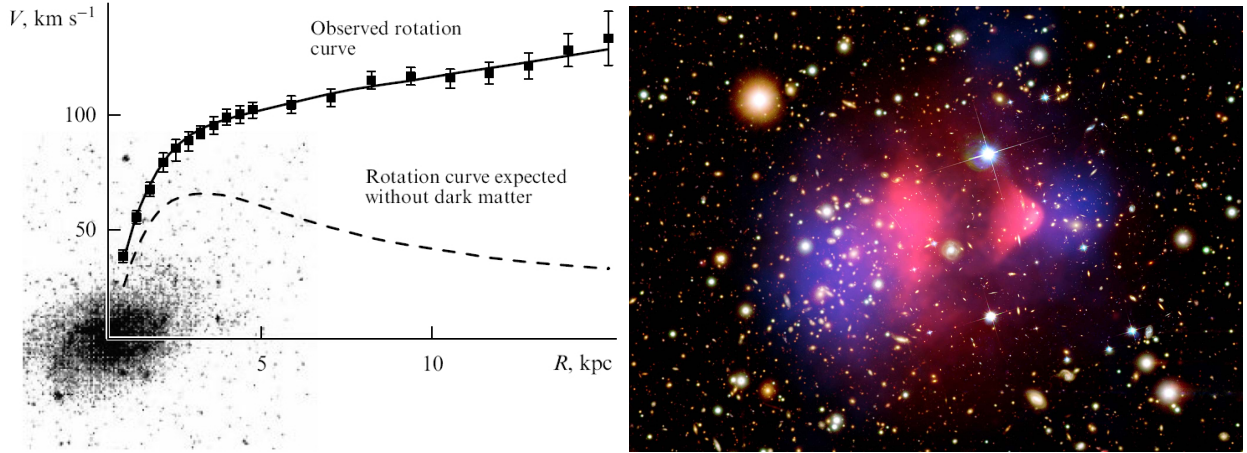 V, km s⁻¹
Observed rotation
curve
100
Rotation curve expected
without dark matter
50
5
10
R, kpc